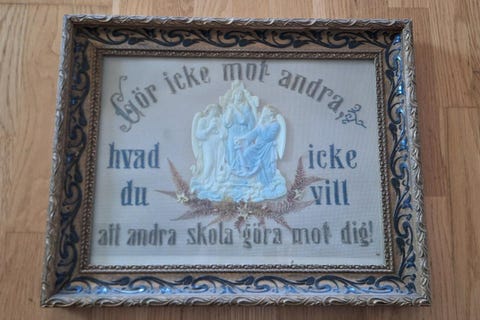 Gör icke mot andra,
hvad icke
du vill
att andra skola göra mot dig!